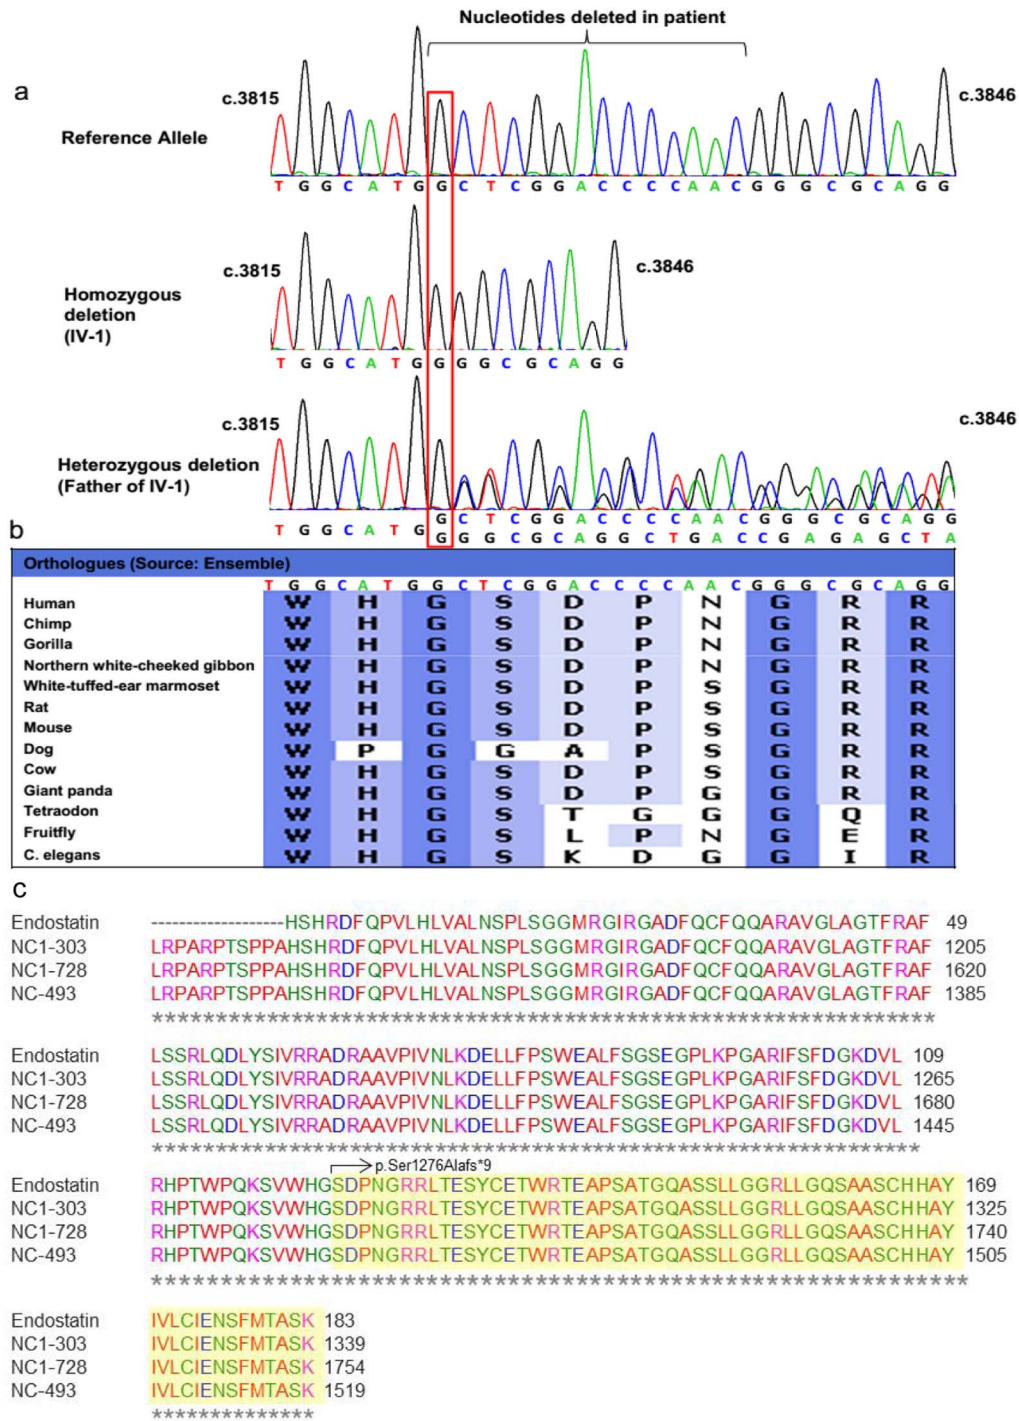 Nucleotides deleted in patient
a
c.3815
c.3846
Reference Allele
T G G C A T G G C T C G G A C C C C A A C G G G C G C A G G
c.3815
c.3846
Homozygous
deletion
(IV-1)
T G G C A T G G G G C G C A G G
c.3815
c.3846
Heterozygous deletion
(Father of IV-1)
T G G C A T G G C T C G G A C C C C A A C G G G C G C A G G
G G G C G C A G G C T G A C C G A G A G C T A
b
Orthologues (Source: Ensemble)
T G G C A T G G C T C G G A C C C C A A C G G G C G C A G G
Human W H G S D P N G R R
Chimp W H G S D P N G R R
Gorilla W H G S D P N G R R
Northern white-cheeked gibbon W H G S D P N G R R
White-tuffed-ear marmoset W H G S D P S G R R
Rat W H G S D P S G R R
Mouse W H G S D P S G R R
Dog W P G G A P S G R R
Cow W H G S D P S G R R
Giant panda W H G S D P G G R R
Tetraodon W H G S T G G G Q R
Fruitfly W H G S L P N G E R
C. elegans W H G S K D G G I R
c
Endostatin ------------------HSHRDFQPVLHLVALNSPLSGGMRGIRGADFQCFQQARAVGLAGTFRAF 49
NC1-303 LRPARPTSPPAHSHRDFQPVLHLVALNSPLSGGMRGIRGADFQCFQQARAVGLAGTFRAF 1205
NC1-728 LRPARPTSPPAHSHRDFQPVLHLVALNSPLSGGMRGIRGADFQCFQQARAVGLAGTFRAF 1620
NC-493 LRPARPTSPPAHSHRDFQPVLHLVALNSPLSGGMRGIRGADFQCFQQARAVGLAGTFRAF 1385
************************************************************
Endostatin LSSRLQDLYSIVRRADRAAVPIVNLKDELLFPSWEALFSGSEGPLKPGARIFSFDGKDVL 109
NC1-303 LSSRLQDLYSIVRRADRAAVPIVNLKDELLFPSWEALFSGSEGPLKPGARIFSFDGKDVL 1265
NC1-728 LSSRLQDLYSIVRRADRAAVPIVNLKDELLFPSWEALFSGSEGPLKPGARIFSFDGKDVL 1680
NC-493 LSSRLQDLYSIVRRADRAAVPIVNLKDELLFPSWEALFSGSEGPLKPGARIFSFDGKDVL 1445
************************************************************
p.Ser1276Alafs*9
Endostatin RHPTWPQKSVWHGSDPNGRRLTESYCETWRTEAPSATGQASSLLGGRLLGQSAASCHHAY 169
NC1-303 RHPTWPQKSVWHGSDPNGRRLTESYCETWRTEAPSATGQASSLLGGRLLGQSAASCHHAY 1325
NC1-728 RHPTWPQKSVWHGSDPNGRRLTESYCETWRTEAPSATGQASSLLGGRLLGQSAASCHHAY 1740
NC-493 RHPTWPQKSVWHGSDPNGRRLTESYCETWRTEAPSATGQASSLLGGRLLGQSAASCHHAY 1505
************************************************************
Endostatin IVLCIENSFMTASK 183
NC1-303 IVLCIENSFMTASK 1339
NC1-728 IVLCIENSFMTASK 1754
NC-493 IVLCIENSFMTASK 1519
**************